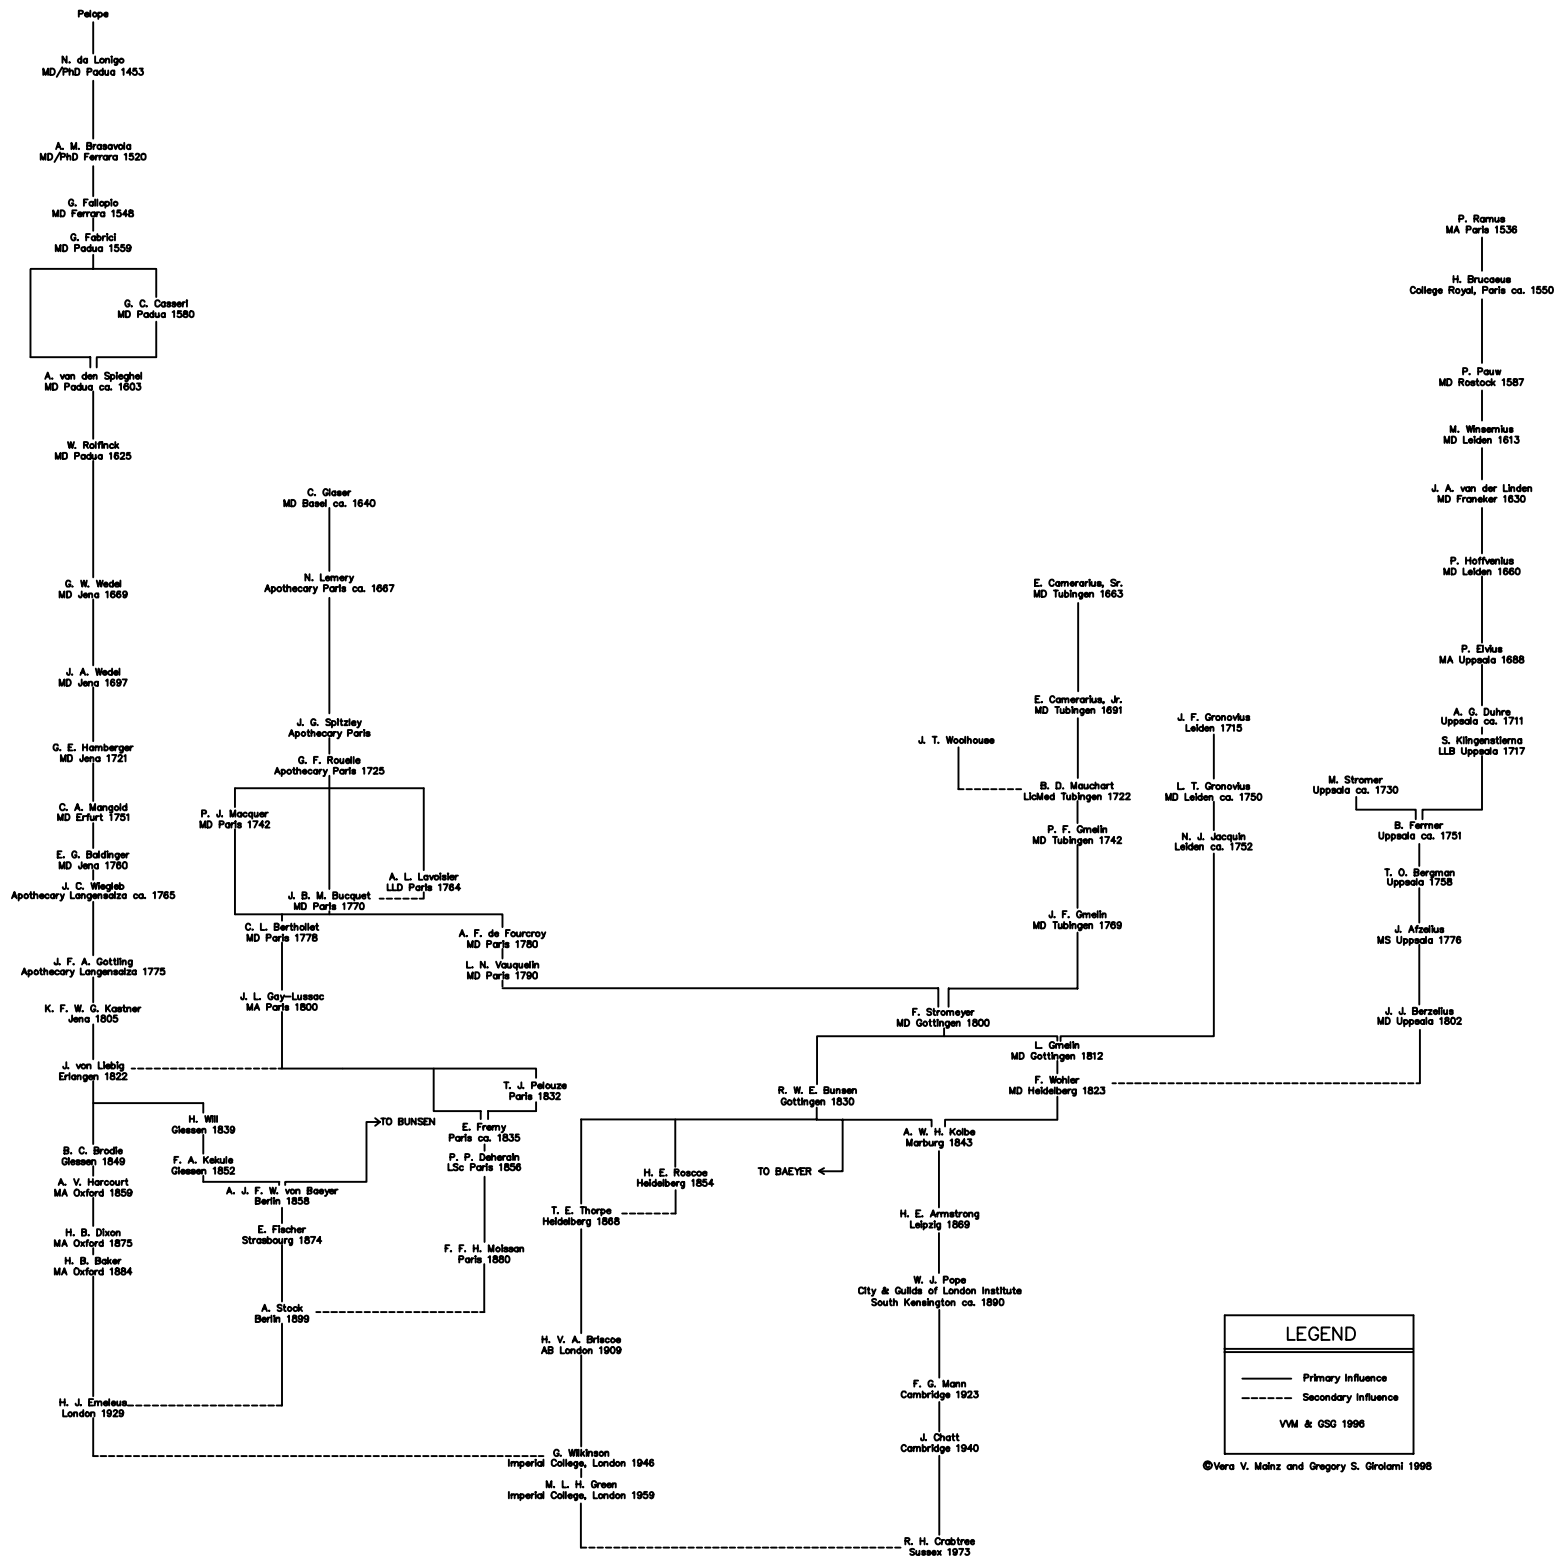 Pelope
N. da Lonigo
MD/PhD Padua 1453
A. M. Brasavola
MD/PhD Ferrara 1520
G. Fallopio
MD Ferrara 1548
G. Fabrici
MD Padua 1559
G. C. Casseri
MD Padua 1580
A. van den Spieghel
MD Padua ca. 1603
W. Rolfinck
MD Padua 1625
G. W. Wedel
MD Jena 1669
J. A. Wedel
MD Jena 1697
G. E. Hamberger
MD Jena 1721
C. A. Mangold
MD Erfurt 1751
E. G. Baldinger
MD Jena 1760
J. C. Wiegleb
Apothecary Langensalza ca. 1765
J. F. A. Gottling
Apothecary Langensalza 1775
K. F. W. G. Kastner
Jena 1805
J. von Liebig
Erlangen 1822
H. Will
Giessen 1839
B. C. Brodie
Giessen 1849
F. A. Kekule
Giessen 1852
A. V. Harcourt
MA Oxford 1859
H. B. Dixon
MA Oxford 1875
H. B. Baker
MA Oxford 1884
H. J. Emeleus
London 1929
C. Glaser
MD Basel ca. 1640
N. Lemery
Apothecary Paris ca. 1667
J. G. Spitzley
Apothecary Paris
G. F. Rouelle
Apothecary Paris 1725
P. J. Macquer
MD Paris 1742
A. L. Lavoisier
LLD Paris 1764
J. B. M. Bucquet
MD Paris 1770
C. L. Berthollet
MD Paris 1778
A. F. de Fourcroy
MD Paris 1780
L. N. Vauquelin
MD Paris 1790
J. L. Gay-Lussac
MA Paris 1800
T. J. Pelouze
Paris 1832
TO BUNSEN
E. Fremy
Paris ca. 1835
P. P. Deherain
LSc Paris 1856
A. J. F. W. von Baeyer
Berlin 1858
E. Fischer
Strasbourg 1874
F. F. H. Moissan
Paris 1880
A. Stock
Berlin 1899
E. Camerarius, Sr.
MD Tubingen 1663
E. Camerarius, Jr.
MD Tubingen 1691
J. T. Woolhouse
B. D. Mauchart
LicMed Tubingen 1722
P. F. Gmelin
MD Tubingen 1742
J. F. Gmelin
MD Tubingen 1769
J. F. Gronovius
Leiden 1715
L. T. Gronovius
MD Leiden ca. 1750
N. J. Jacquin
Leiden ca. 1752
F. Stromeyer
MD Gottingen 1800
L. Gmelin
MD Gottingen 1812
F. Wohler
MD Heidelberg 1823
R. W. E. Bunsen
Gottingen 1830
A. W. H. Kolbe
Marburg 1843
TO BAEYER
H. E. Roscoe
Heidelberg 1854
T. E. Thorpe
Heidelberg 1868
H. E. Armstrong
Leipzig 1869
W. J. Pope
City & Guilds of London Institute
South Kensington ca. 1890
H. V. A. Briscoe
AB London 1909
F. G. Mann
Cambridge 1923
J. Chatt
Cambridge 1940
G. Wilkinson
Imperial College, London 1946
M. L. H. Green
Imperial College, London 1959
R. H. Crabtree
Sussex 1973
P. Ramus
MA Paris 1536
H. Brucaeus
College Royal, Paris ca. 1550
P. Pauw
MD Rostock 1587
M. Winsemius
MD Leiden 1613
J. A. van der Linden
MD Franeker 1630
P. Hoffvenius
MD Leiden 1660
P. Elvius
MA Uppsala 1688
A. G. Duhre
Uppsala ca. 1711
S. Klingenstierna
LLB Uppsala 1717
M. Stromer
Uppsala ca. 1730
B. Ferrner
Uppsala ca. 1751
T. O. Bergman
Uppsala 1758
J. Afzelius
MS Uppsala 1776
J. J. Berzelius
MD Uppsala 1802
LEGEND
Primary Influence
Secondary Influence
VVM & GSG 1996
©Vera V. Mainz and Gregory S. Girolami 1998